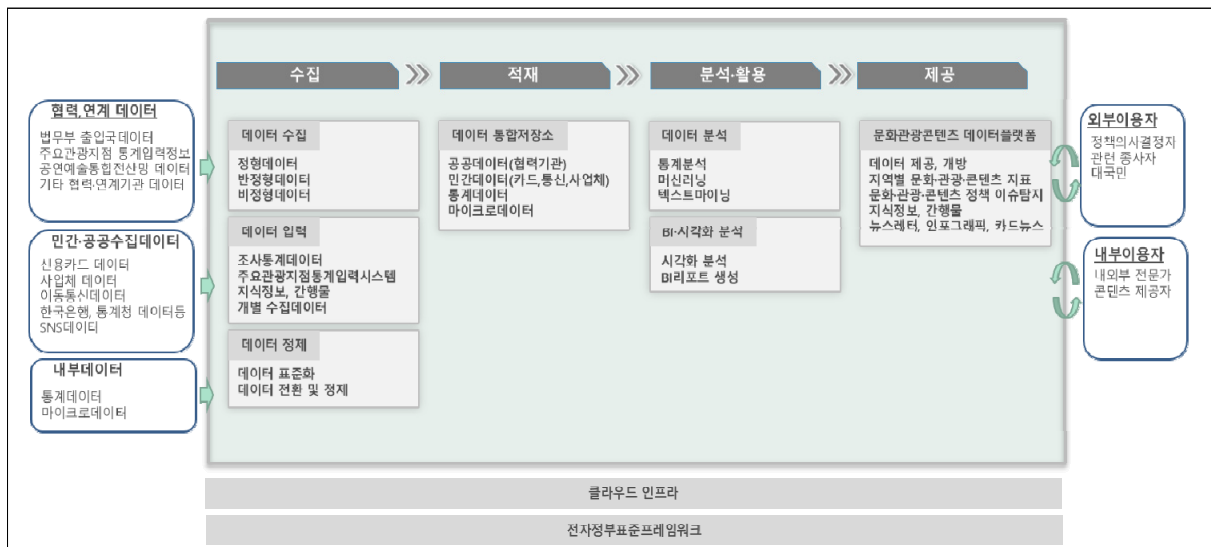 수집
적재
분석·활용
제공
협력,연계 데이터
법무부 출입국데이터
주요관광지점 통계입력정보
공연예술통합전산망 데이터
기타 협력·연계기관 데이터
민간·공공수집데이터
신용카드 데이터
사업체 데이터
이동통신데이터
한국은행, 통계청 데이터등
SNS데이터
내부데이터
통계데이터
마이크로데이터
데이터 수집
정형데이터
반정형데이터
비정형데이터
데이터 입력
조사통계데이터
주요관광지점통계입력시스템
지식정보, 간행물
개별 수집데이터
데이터 정제
데이터 표준화
데이터 전환 및 정제
데이터 통합저장소
공공데이터(협력기관)
민간데이터(카드,통신,사업체)
통계데이터
마이크로데이터
데이터 분석
통계분석
머신러닝
텍스트마이닝
BI·시각화 분석
시각화 분석
BI리포트 생성
문화관광콘텐츠 데이터플랫폼
데이터 제공, 개방
지역별 문화·관광·콘텐츠 지표
문화·관광·콘텐츠 정책 이슈탐지
지식정보, 간행물
뉴스레터, 인포그래픽, 카드뉴스
외부이용자
정책의사결정자
관련 종사자
대국민
내부이용자
내외부 전문가
콘텐츠 제공자
클라우드 인프라
전자정부표준프레임워크